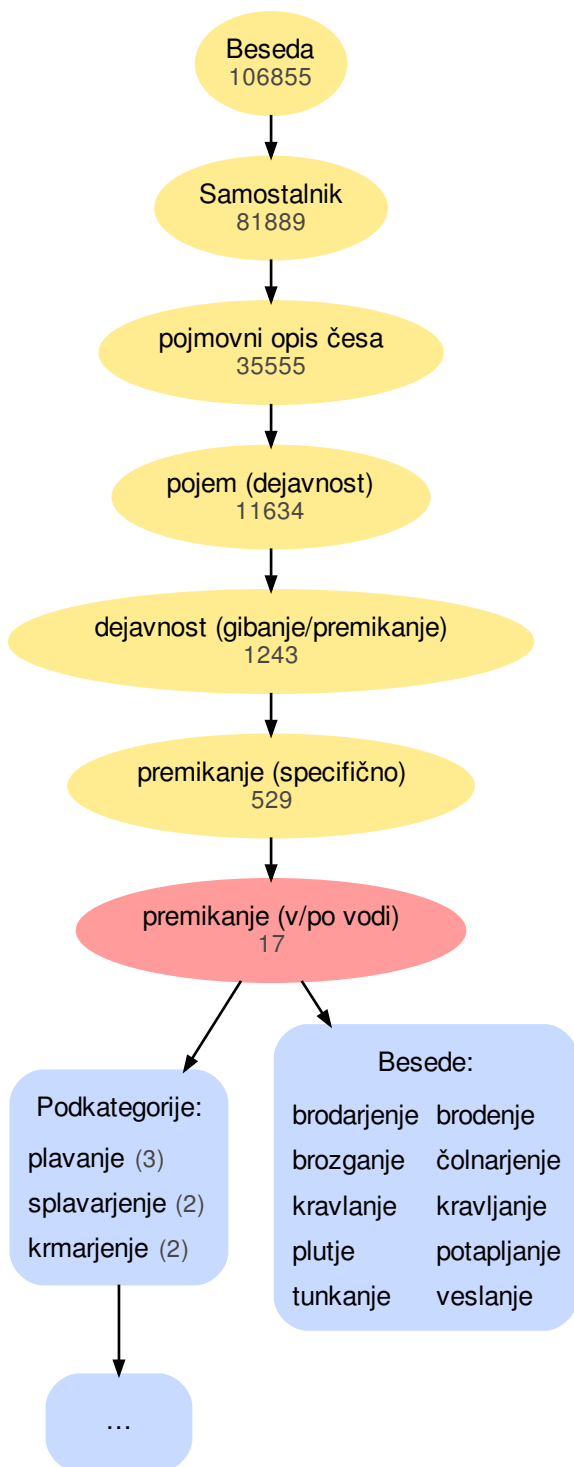 Beseda
106855
Samostalnik
81889
pojmovni opis česa
35555
pojem (dejavnost)
11634
dejavnost (gibanje/premikanje)
1243
premikanje (specifično)
529
premikanje (v/po vodi)
17
Podkategorije:
plavanje (3)
splavarjenje (2)
krmarjenje (2)
...
Besede:
brodarjenje brodenje
brozganje čolnarjenje
kravlanje kravljanje
plutje potapljanje
tunkanje veslanje